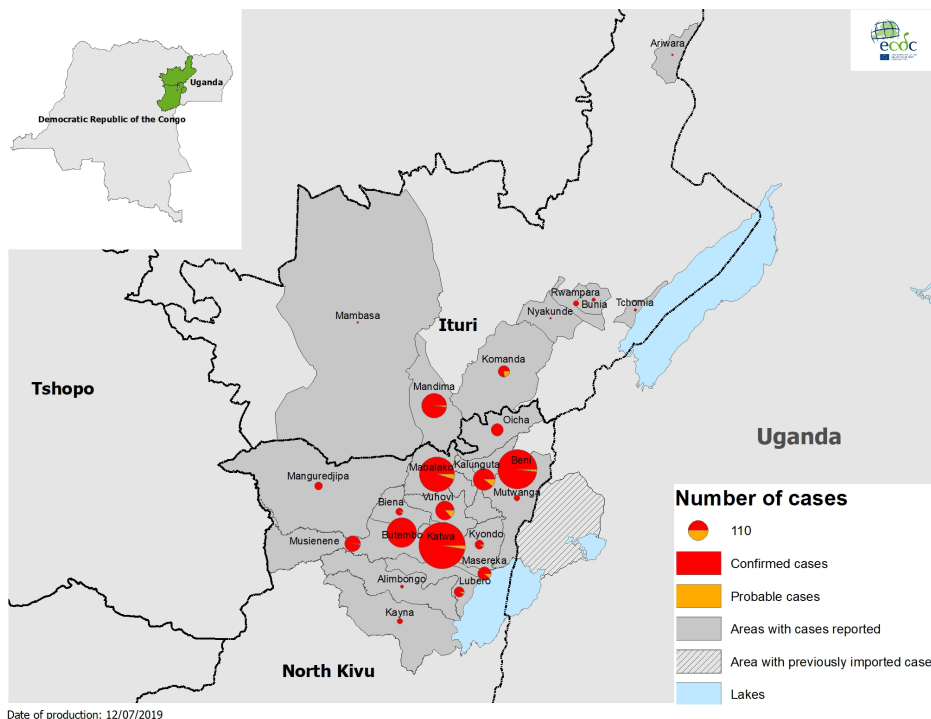 Uganda
Democratic Republic of the Congo
ecdc
Ariwara
Rwampara
Bunia
Tchomia
Nyakunde
Mambasa
Ituri
Komanda
Tshopo
Mandima
Oicha
Uganda
Mabalako
Kalunguta
Beni
Manguredjipa
Mutwanga
Vuhovi
Biena
Butembo
Katwa
Kyondo
Musienene
Masereka
Alimbongo
Lubero
Kayna
North Kivu
Number of cases
110
Confirmed cases
Probable cases
Areas with cases reported
Area with previously imported case
Lakes
Date of production: 12/07/2019